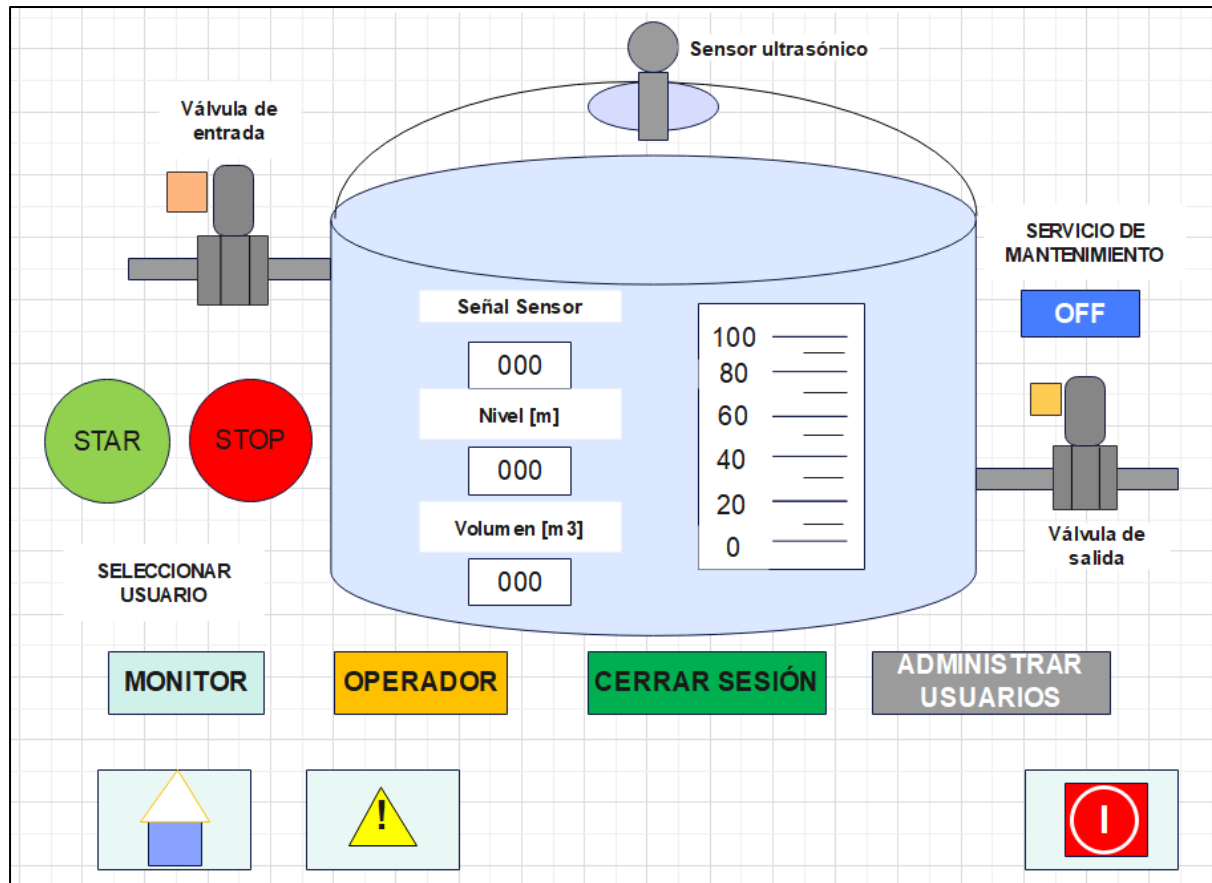 Sensor ultrasónico
Válvula de
entrada
SERVICIO DE
MANTENIMIENTO
OFF
Señal Sensor
000
Nivel [m]
000
Volumen [m3]
000
100
80
60
40
20
0
STAR
STOP
Válvula de
salida
SELECCIONAR
USUARIO
MONITOR
OPERADOR
CERRAR SESIÓN
ADMINISTRAR
USUARIOS
!
I